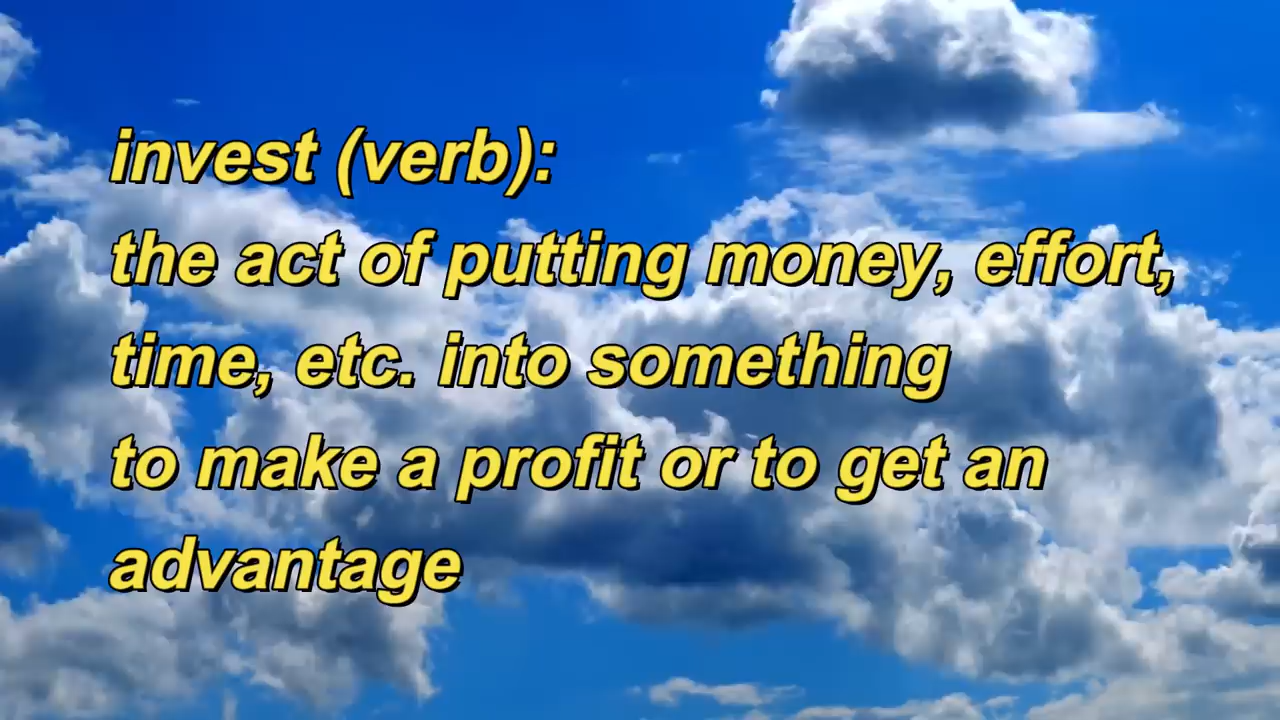 invest (verb):
the act of putting money, effort,
time, etc. into something
to make a profit or to get an
advantage